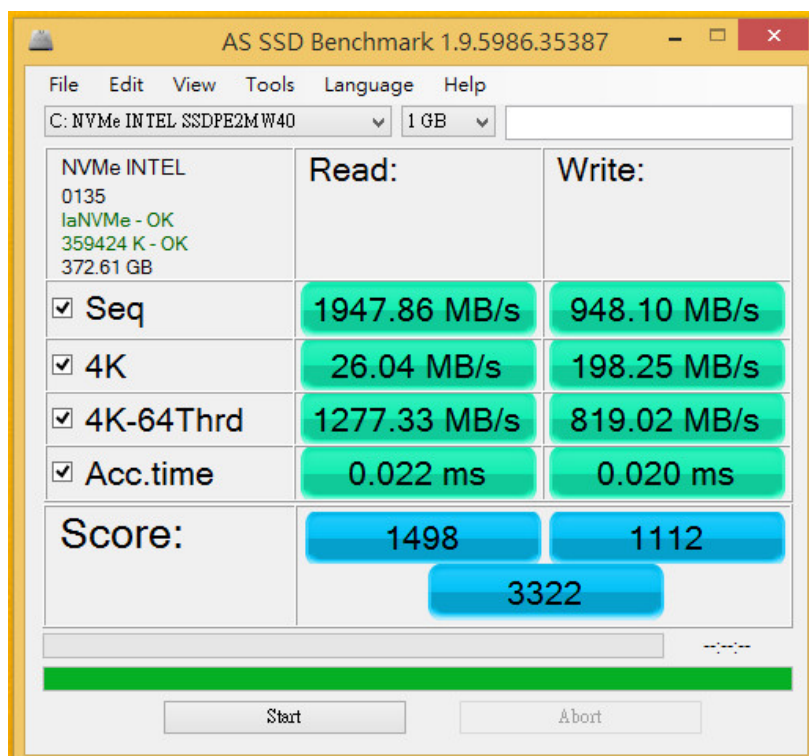 AS SSD Benchmark 1.9.5986.35387
File Edit View Tools Language Help
C: NVMe INTEL SSDPE2MW40 1 GB
NVMe INTEL
0135
IaNVMe - OK
359424 K - OK
372.61 GB
Read: Write:
Seq 1947.86 MB/s 948.10 MB/s
4K 26.04 MB/s 198.25 MB/s
4K-64Thrd 1277.33 MB/s 819.02 MB/s
Acc.time 0.022 ms 0.020 ms
Score: 1498 1112
3322
--:--:--
Start Abort